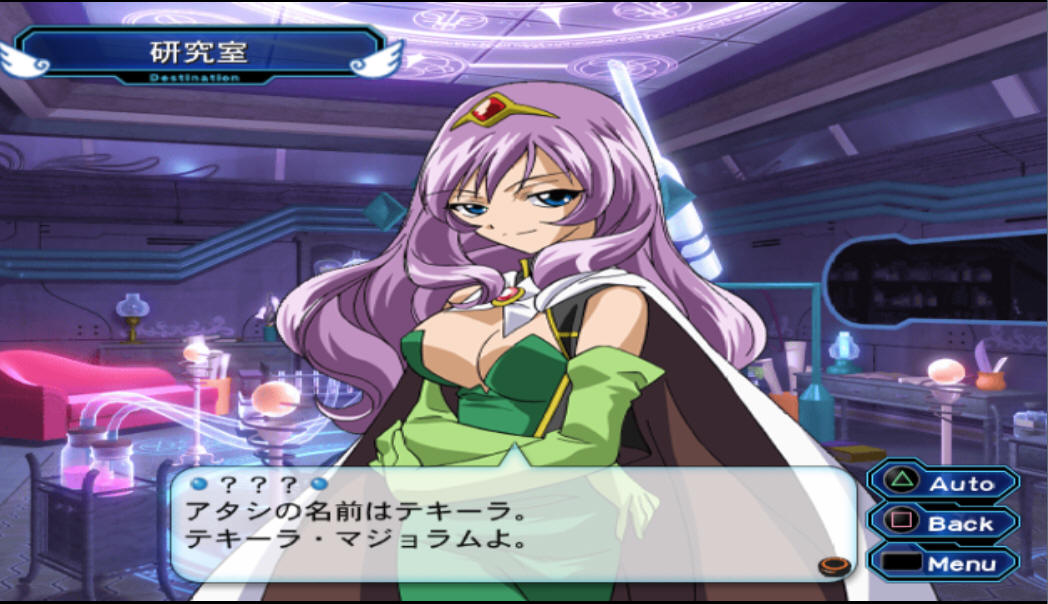 研究室
Destination
？？？
アタシの名前はテキーラ。
テキーラ・マジョラムよ。
Auto
Back
Menu